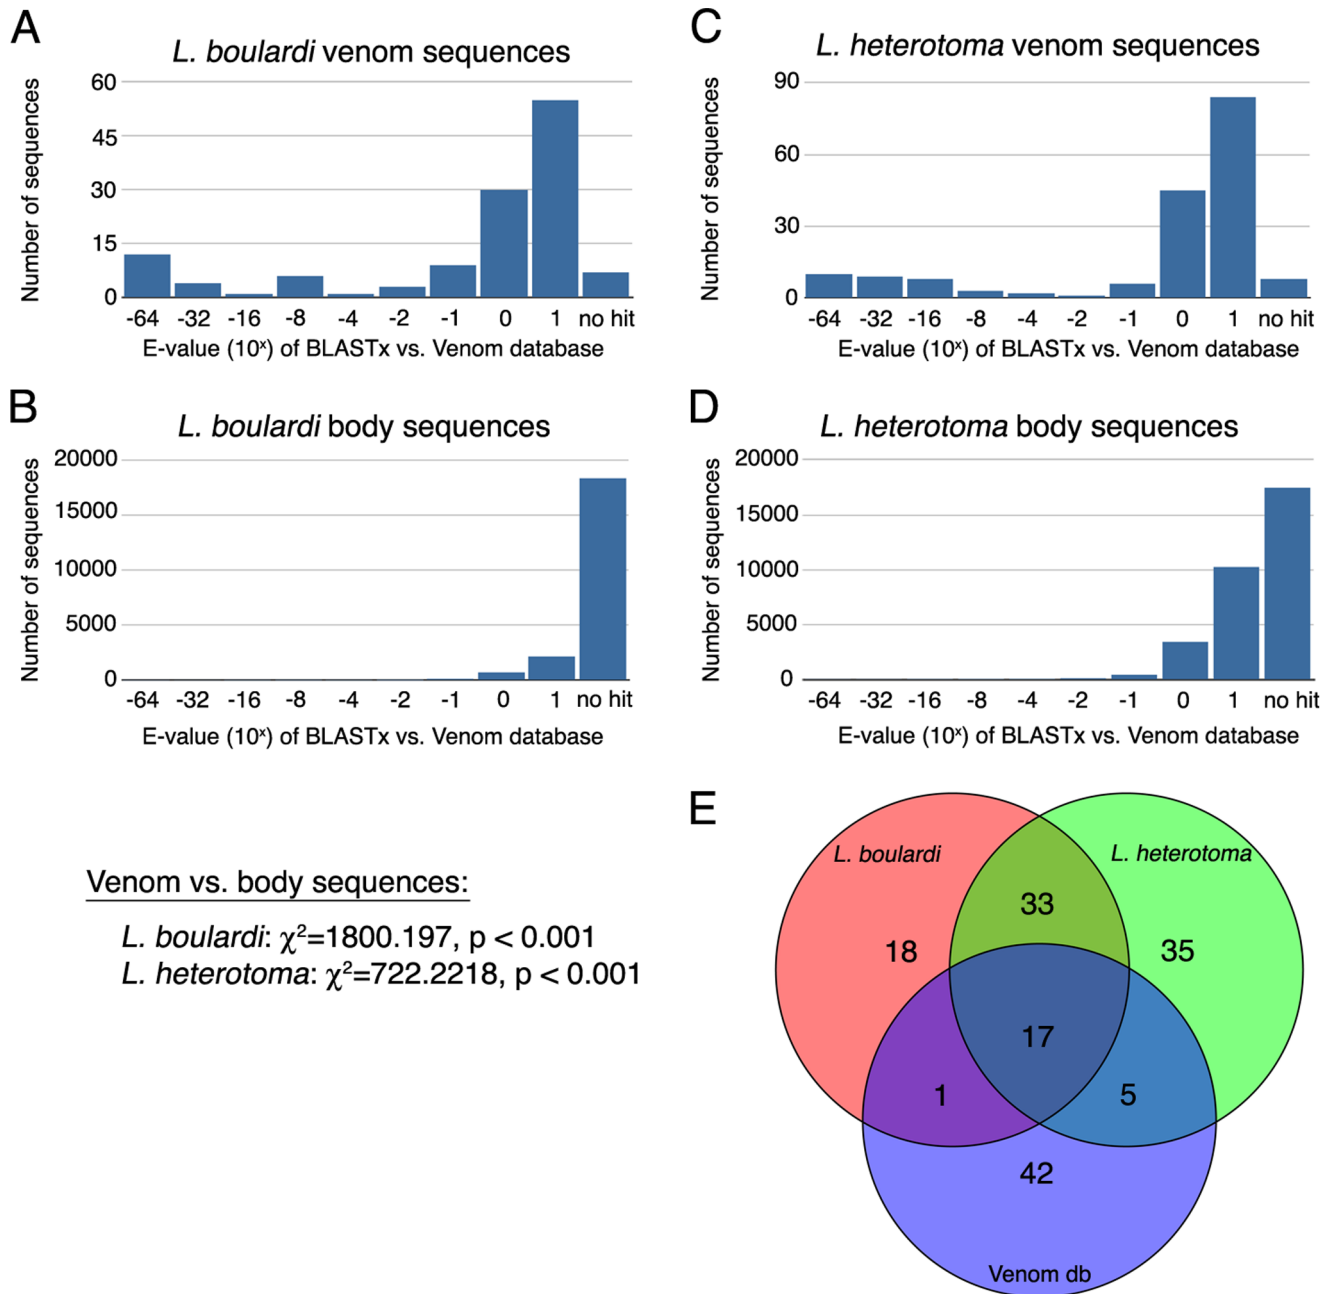 A
L. boulardi venom sequences
Number of sequences
60
45
30
15
0
-64 -32 -16 -8 -4 -2 -1 0 1 no hit
E-value (10ˣ) of BLASTx vs. Venom database
C
L. heterotoma venom sequences
Number of sequences
90
60
30
0
-64 -32 -16 -8 -4 -2 -1 0 1 no hit
E-value (10ˣ) of BLASTx vs. Venom database
B
L. boulardi body sequences
Number of sequences
20000
15000
10000
5000
0
-64 -32 -16 -8 -4 -2 -1 0 1 no hit
E-value (10ˣ) of BLASTx vs. Venom database
D
L. heterotoma body sequences
Number of sequences
20000
15000
10000
5000
0
-64 -32 -16 -8 -4 -2 -1 0 1 no hit
E-value (10ˣ) of BLASTx vs. Venom database
Venom vs. body sequences:
L. boulardi: χ²=1800.197, p < 0.001
L. heterotoma: χ²=722.2218, p < 0.001
E
L. boulardi L. heterotoma
33
18 35
17
1 5
42
Venom db